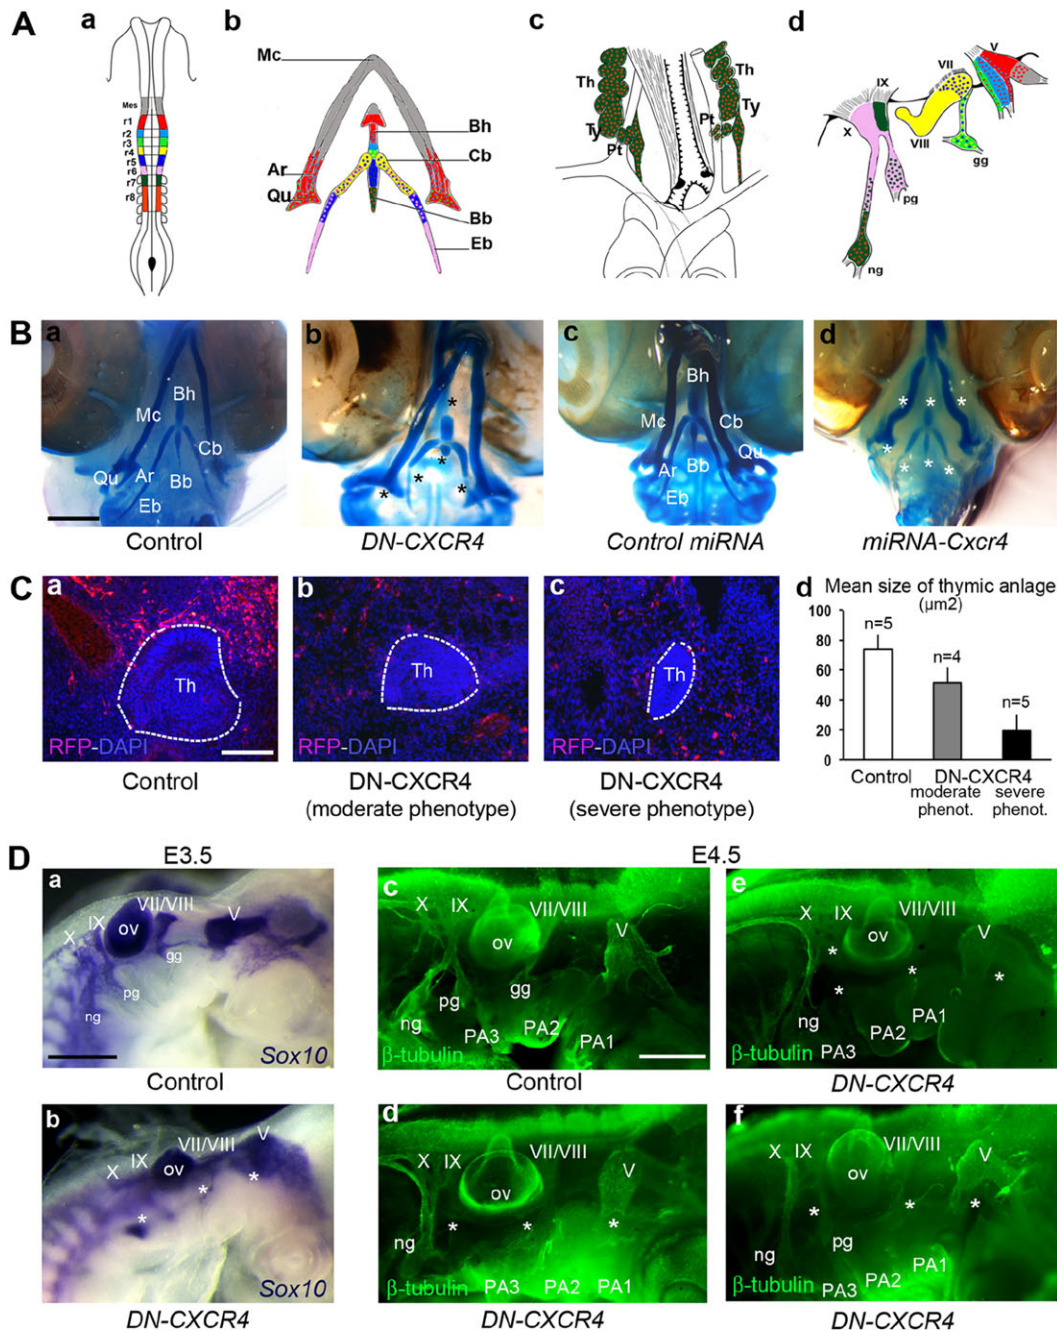 A
a
Mes
r1
r2
r3
r4
r5
r6
r7
r8
b
Mc
Bh
Cb
Ar
Qu
Bb
Eb
c
Th
Th
Ty
Ty
Pt
Pt
d
V
VII
IX
X
VIII
gg
pg
ng
B
a
Bh
Mc
Cb
Qu
Ar
Bb
Eb
Control
b
*
*
*
*
*
DN-CXCR4
c
Bh
Mc
Cb
Qu
Ar
Bb
Eb
Control miRNA
d
* * *
*
* * *
miRNA-Cxcr4
C
a
Th
RFP-DAPI
Control
b
Th
RFP-DAPI
DN-CXCR4
(moderate phenotype)
c
Th
RFP-DAPI
DN-CXCR4
(severe phenotype)
d
Mean size of thymic anlage
(µm2)
100
80
60
40
20
0
n=5
n=4
n=5
Control
DN-CXCR4
moderate severe
phenot. phenot.
D
E3.5
E4.5
a
X IX VII/VIII V
ov
gg
pg
ng
Sox10
Control
b
X IX VII/VIII V
ov
* * *
Sox10
DN-CXCR4
c
X IX VII/VIII V
ov
gg
pg
ng
PA3 PA2 PA1
β-tubulin
Control
d
X IX VII/VIII V
ov
* * *
ng
PA3 PA2 PA1
β-tubulin
DN-CXCR4
e
X IX VII/VIII V
ov
* * * *
ng
PA3 PA2 PA1
β-tubulin
DN-CXCR4
f
X IX VII/VIII V
ov
* * *
ng pg
PA3 PA2 PA1
β-tubulin
DN-CXCR4